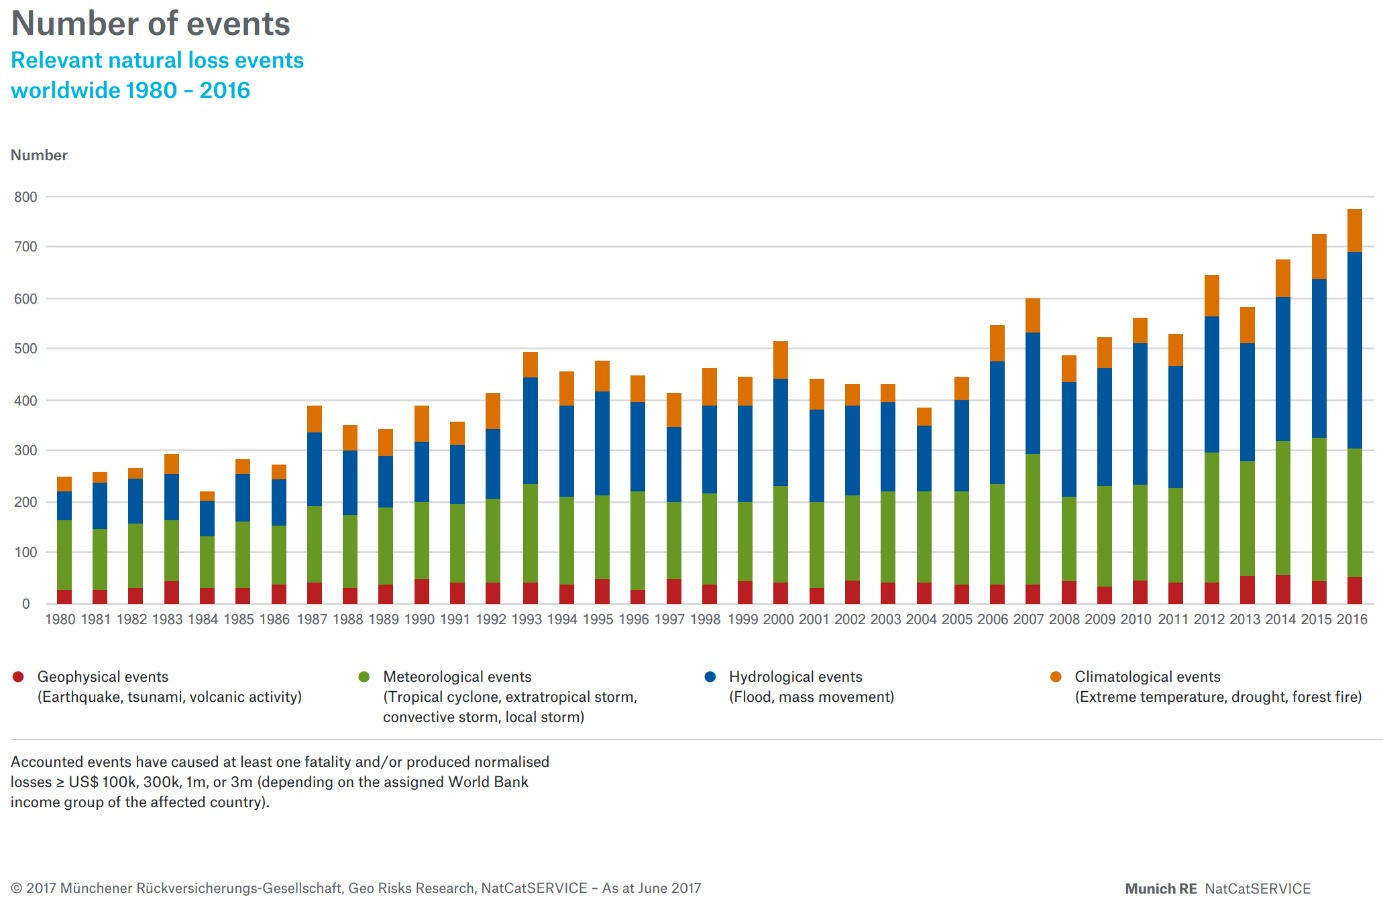 Number of events
Relevant natural loss events
worldwide 1980 – 2016
Number
800
700
600
500
400
300
200
100
0
1980 1981 1982 1983 1984 1985 1986 1987 1988 1989 1990 1991 1992 1993 1994 1995 1996 1997 1998 1999 2000 2001 2002 2003 2004 2005 2006 2007 2008 2009 2010 2011 2012 2013 2014 2015 2016
Geophysical events
(Earthquake, tsunami, volcanic activity)
Meteorological events
(Tropical cyclone, extratropical storm,
convective storm, local storm)
Hydrological events
(Flood, mass movement)
Climatological events
(Extreme temperature, drought, forest fire)
Accounted events have caused at least one fatality and/or produced normalised
losses ≥ US$ 100k, 300k, 1m, or 3m (depending on the assigned World Bank
income group of the affected country).
© 2017 Münchener Rückversicherungs-Gesellschaft, Geo Risks Research, NatCatSERVICE – As at June 2017
Munich RE NatCatSERVICE